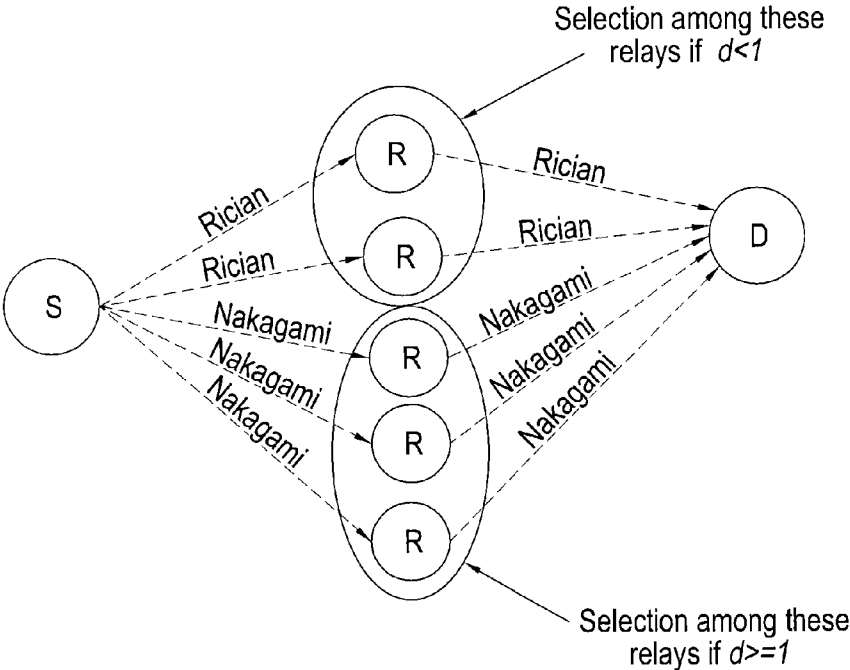 Selection among these
relays if d<1
R
Rician
Rician
R
Rician
Rician
D
S
Nakagami
Nakagami
R
Nakagami
Nakagami
R
Nakagami
Nakagami
R
Selection among these
relays if d>=1